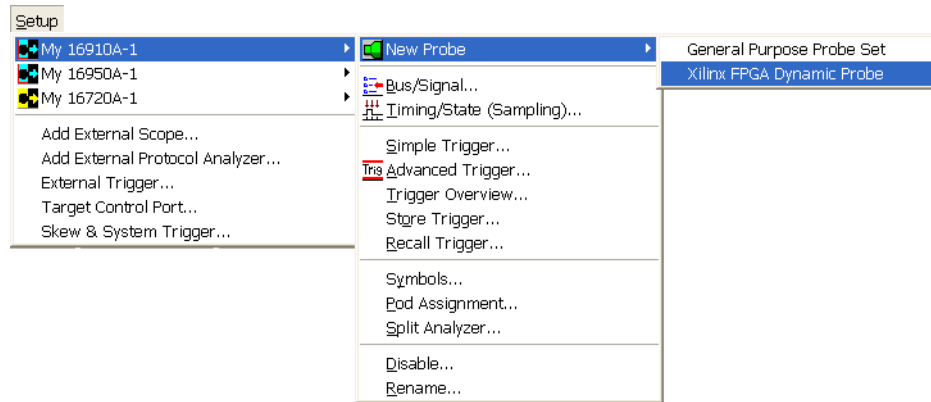 Setup
My 16910A-1
My 16950A-1
My 16720A-1
Add External Scope...
Add External Protocol Analyzer...
External Trigger...
Target Control Port...
Skew & System Trigger...
New Probe
Bus/Signal...
Timing/State (Sampling)...
Simple Trigger...
Trig Advanced Trigger...
Trigger Overview...
Store Trigger...
Recall Trigger...
Symbols...
Pod Assignment...
Split Analyzer...
Disable...
Rename...
General Purpose Probe Set
Xilinx FPGA Dynamic Probe